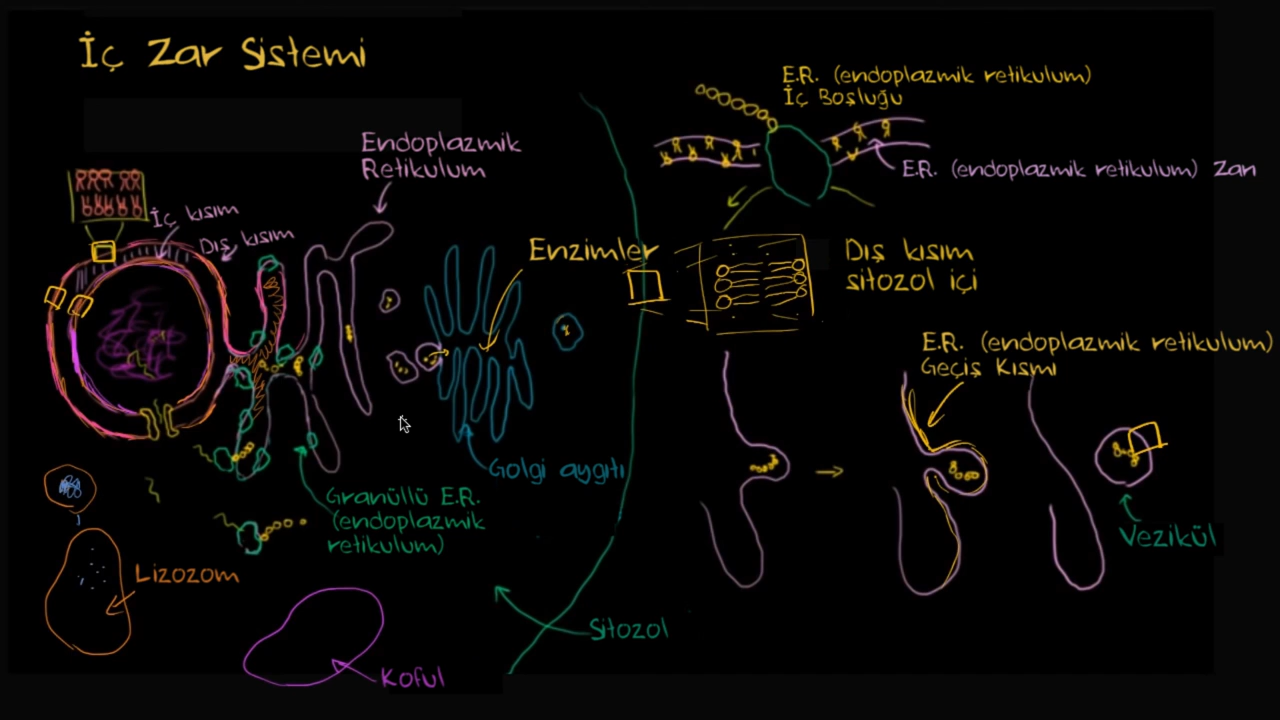 İç Zar Sistemi
E.R. (endoplazmik retikulum)
İç Boşluğu
Endoplazmik
Retikulum
E.R. (endoplazmik retikulum) Zarı
İç kısım
Dış kısım
Enzimler
Dış kısım
sitozol içi
E.R. (endoplazmik retikulum)
Geçiş Kısmı
Golgi aygıtı
Granüllü E.R.
(endoplazmik
retikulum)
Vezikül
Lizozom
Sitozol
Koful